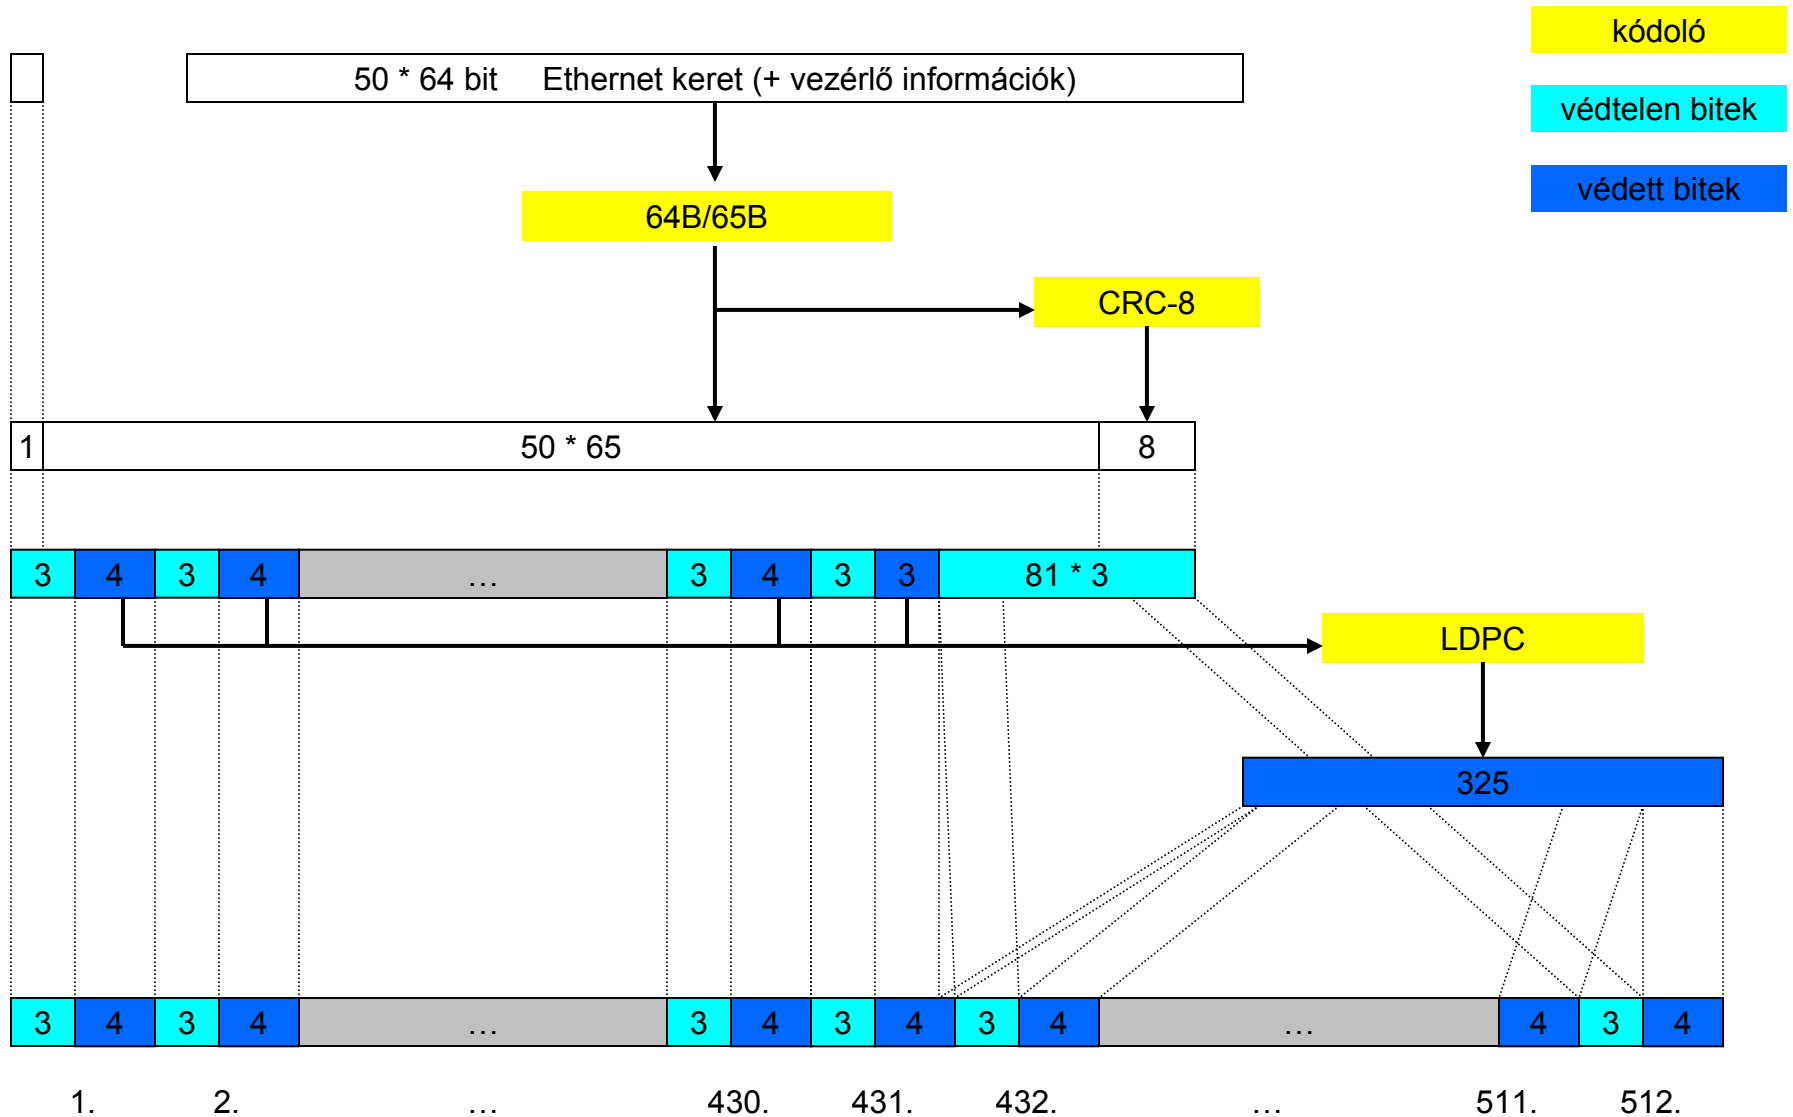 kódoló
50 * 64 bit Ethernet keret (+ vezérlő információk)
védtelen bitek
védett bitek
64B/65B
CRC-8
1 50 * 65 8
3 4 3 4 ... 3 4 3 3 81 * 3
LDPC
325
3 4 3 4 ... 3 4 3 4 3 4 ... 4 3 4
1. 2. ... 430. 431. 432. ... 511. 512.